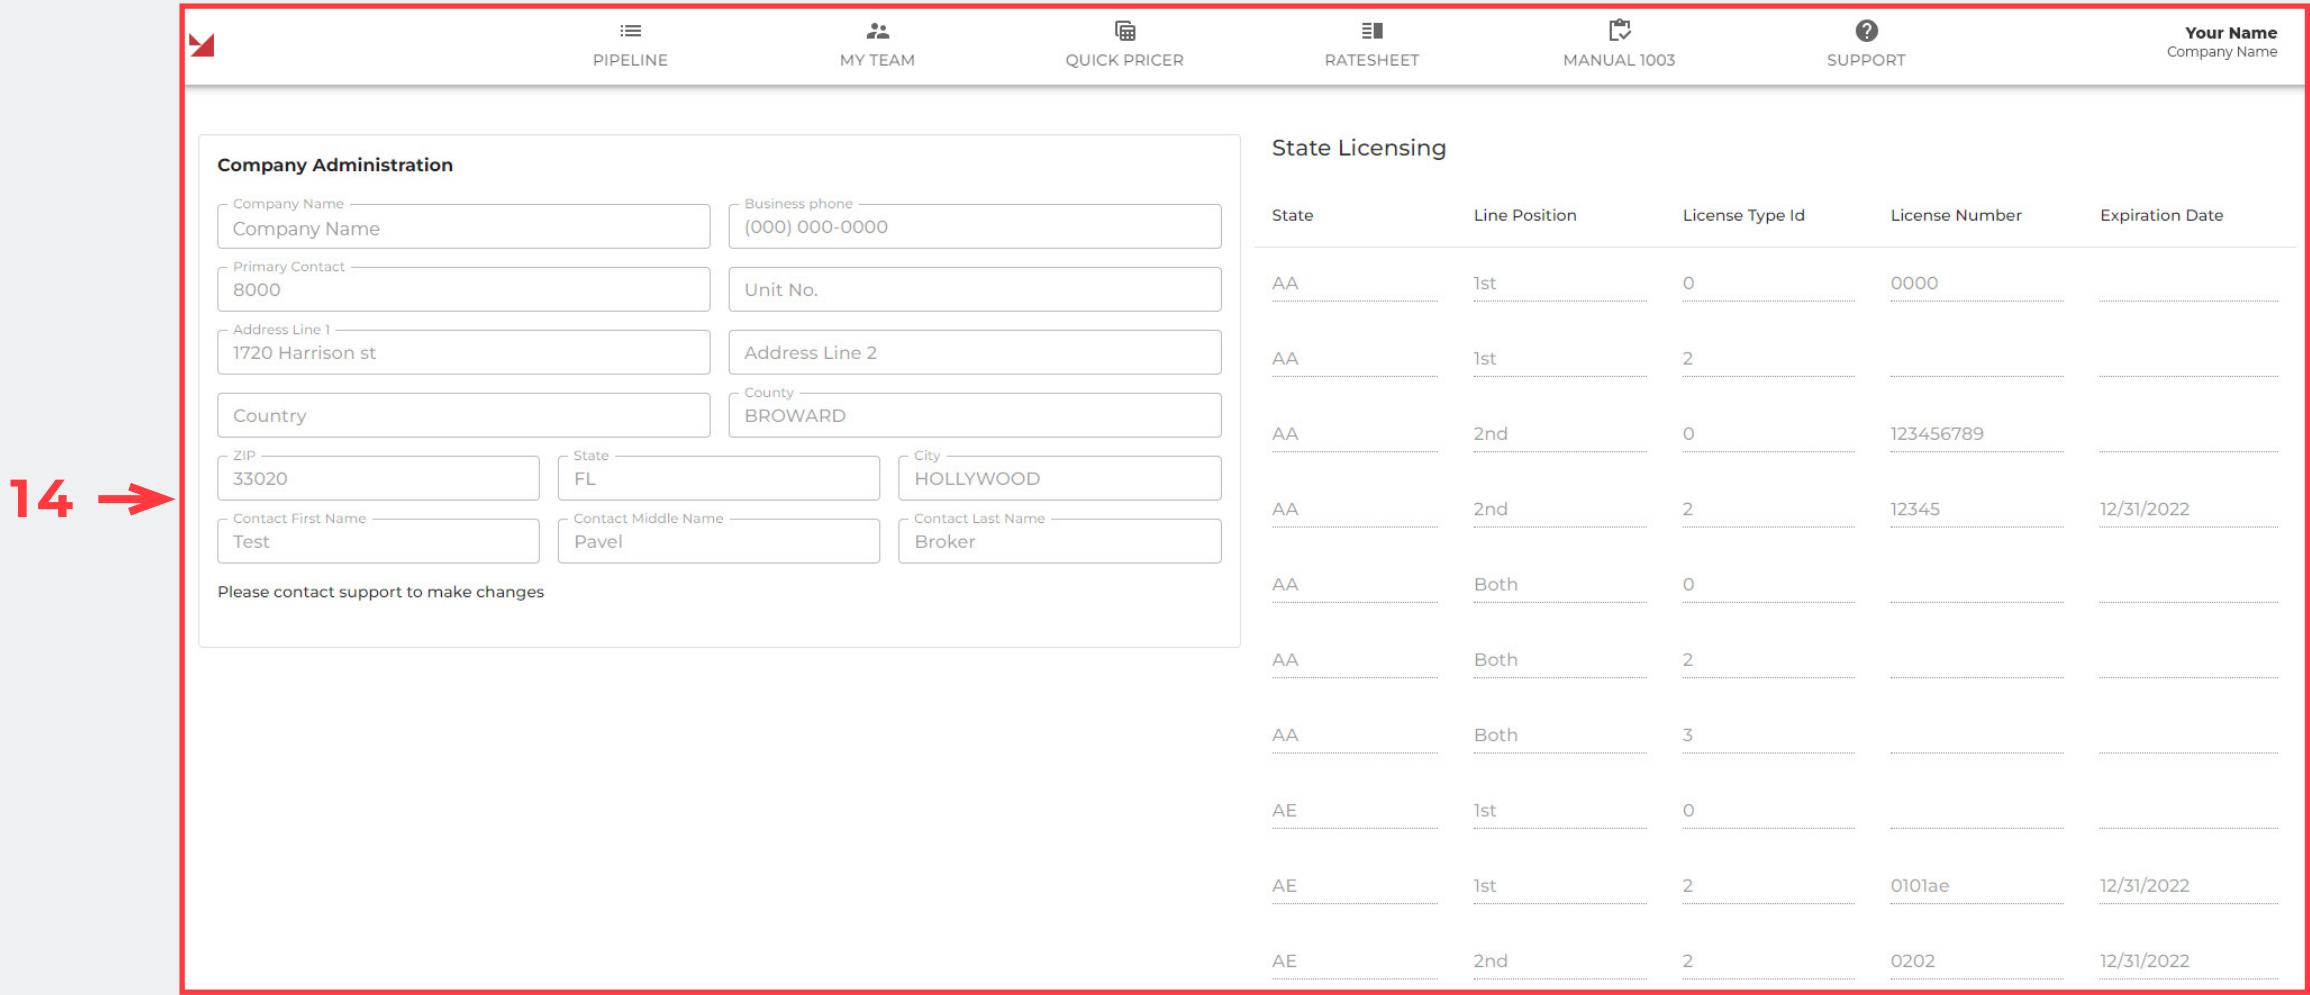 PIPELINE
MY TEAM
QUICK PRICER
RATESHEET
MANUAL 1003
SUPPORT
Your Name
Company Name
14
Company Administration
Company Name
Company Name
Business phone
(000) 000-0000
Primary Contact
8000
Unit No.
Address Line 1
1720 Harrison st
Address Line 2
Country
County
BROWARD
ZIP
33020
State
FL
City
HOLLYWOOD
Contact First Name
Test
Contact Middle Name
Pavel
Contact Last Name
Broker
Please contact support to make changes
State Licensing
State Line Position License Type Id License Number Expiration Date
AA 1st 0 0000
AA 1st 2
AA 2nd 0 123456789
AA 2nd 2 12345 12/31/2022
AA Both 0
AA Both 2
AA Both 3
AE 1st 0
AE 1st 2 0101ae 12/31/2022
AE 2nd 2 0202 12/31/2022